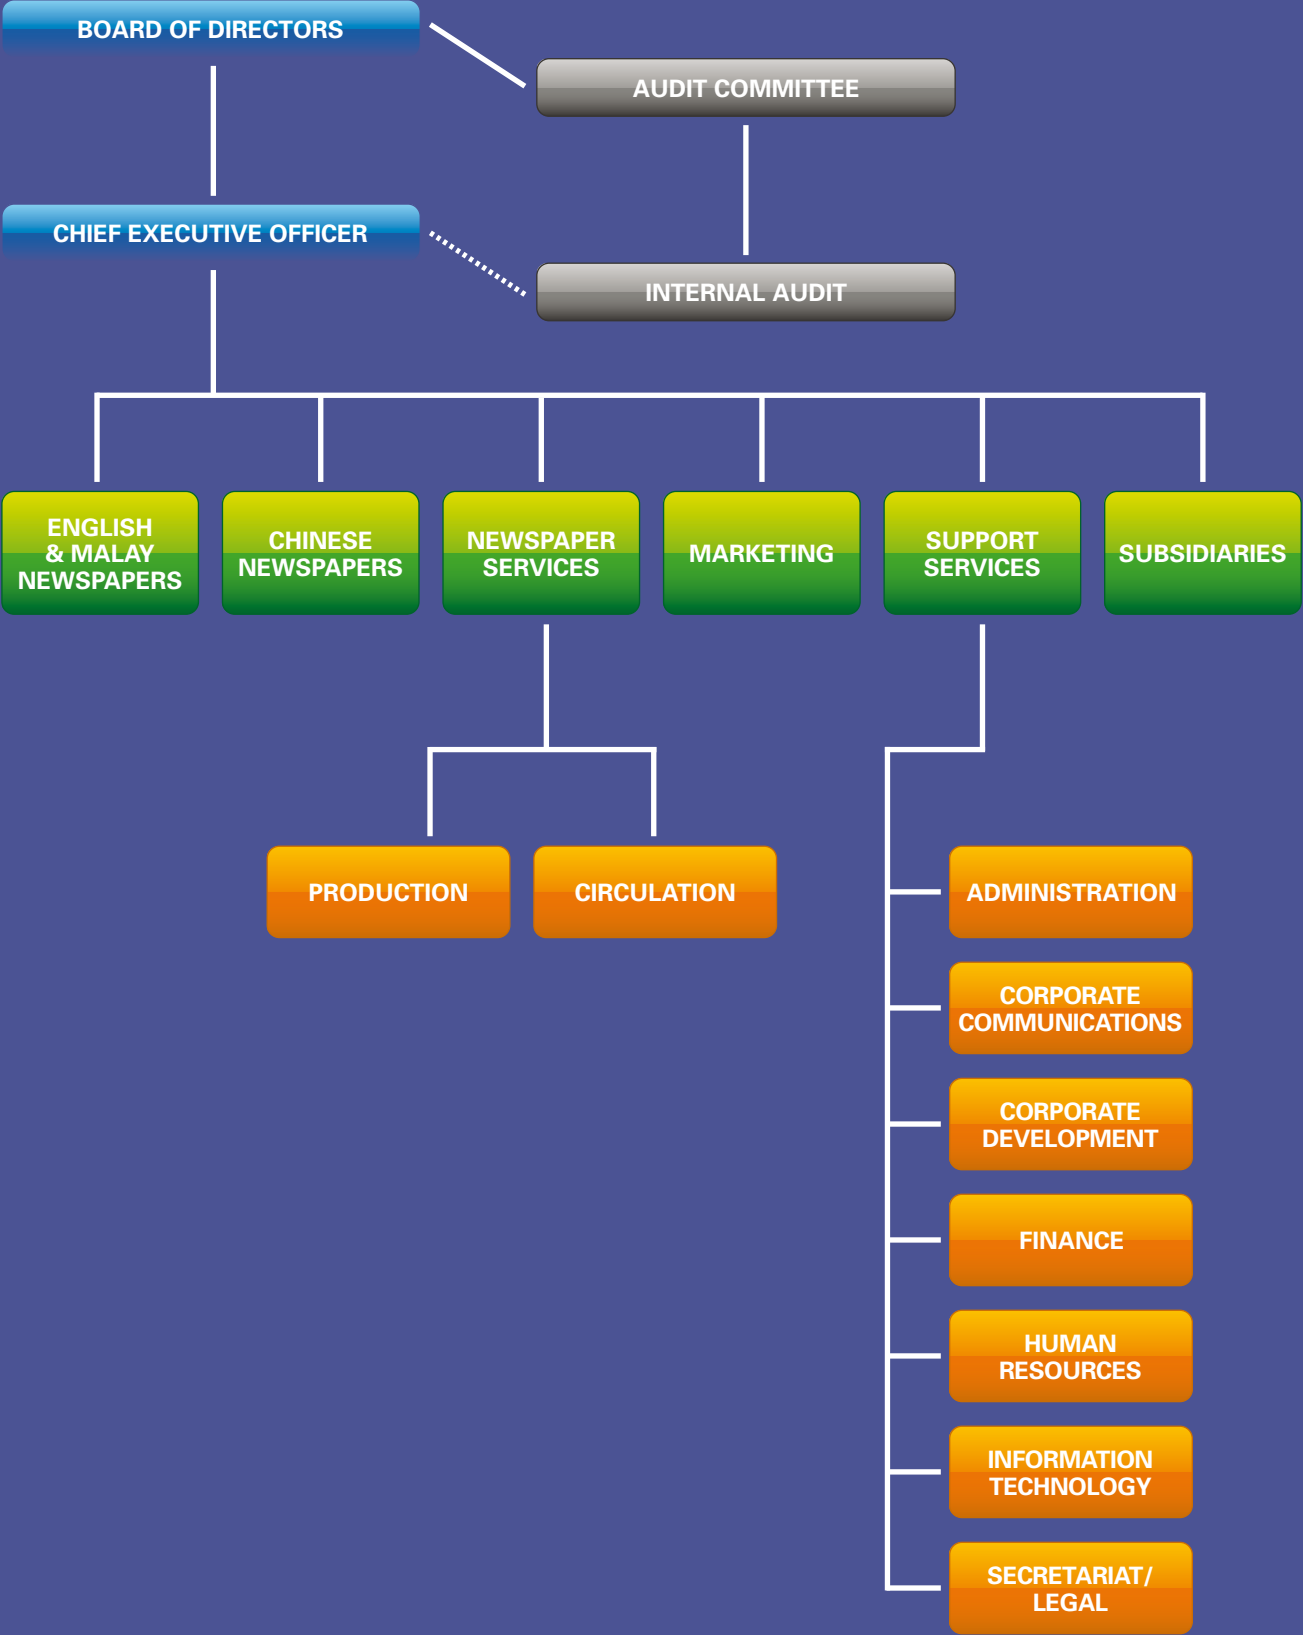 BOARD OF DIRECTORS
AUDIT COMMITTEE
CHIEF EXECUTIVE OFFICER
INTERNAL AUDIT
ENGLISH
& MALAY
NEWSPAPERS
CHINESE
NEWSPAPERS
NEWSPAPER
SERVICES
MARKETING
SUPPORT
SERVICES
SUBSIDIARIES
PRODUCTION
CIRCULATION
ADMINISTRATION
CORPORATE
COMMUNICATIONS
CORPORATE
DEVELOPMENT
FINANCE
HUMAN
RESOURCES
INFORMATION
TECHNOLOGY
SECRETARIAT/
LEGAL